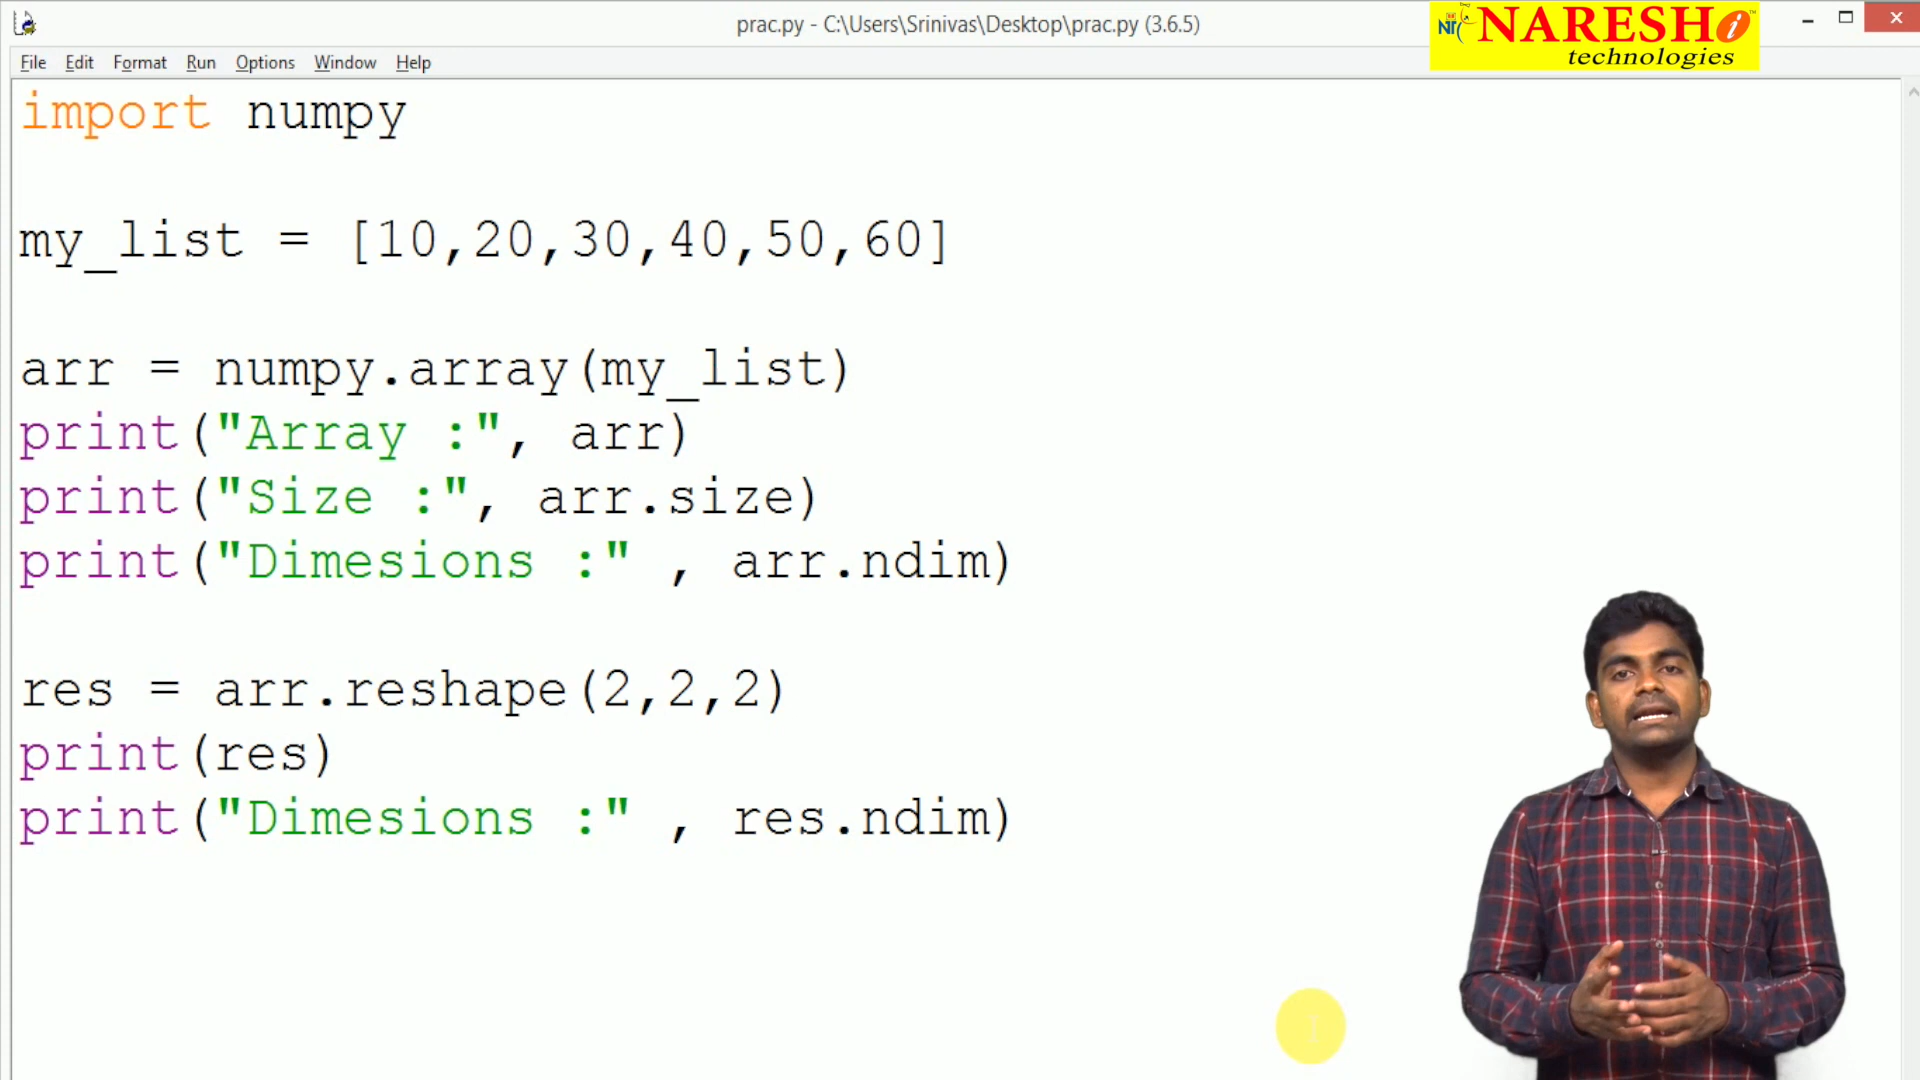 prac.py - C:\Users\Srinivas\Desktop\prac.py (3.6.5)
NARESH i
technologies
File Edit Format Run Options Window Help
import numpy
my_list = [10,20,30,40,50,60]
arr = numpy.array(my_list)
print("Array :", arr)
print("Size :", arr.size)
print("Dimesions :" , arr.ndim)
res = arr.reshape(2,2,2)
print(res)
print("Dimesions :" , res.ndim)